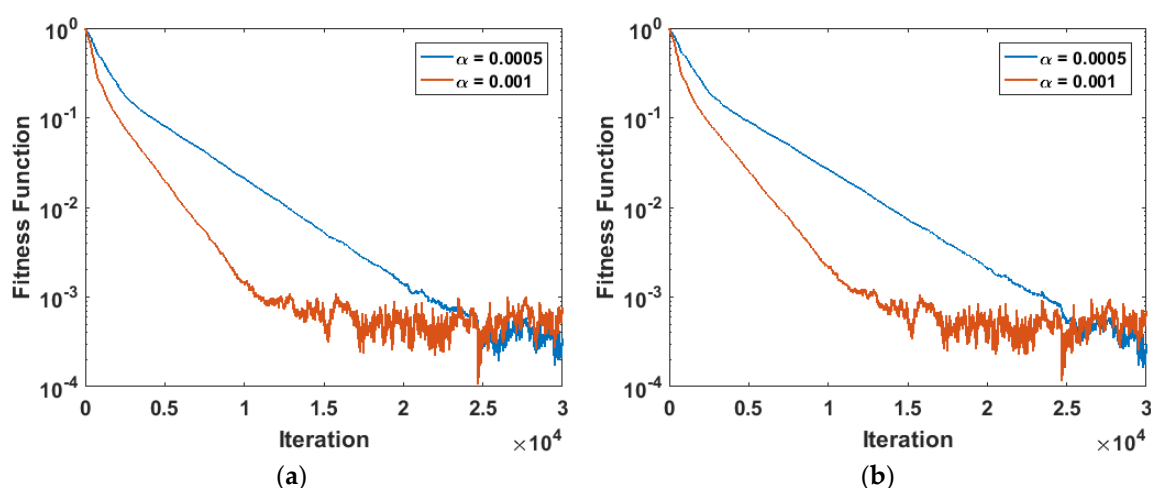 10^0
10^-1
10^-2
10^-3
10^-4
Fitness Function
α = 0.0005
α = 0.001
0 0.5 1 1.5 2 2.5 3
Iteration ×10^4
(a)
10^0
10^-1
10^-2
10^-3
10^-4
Fitness Function
α = 0.0005
α = 0.001
0 0.5 1 1.5 2 2.5 3
Iteration ×10^4
(b)